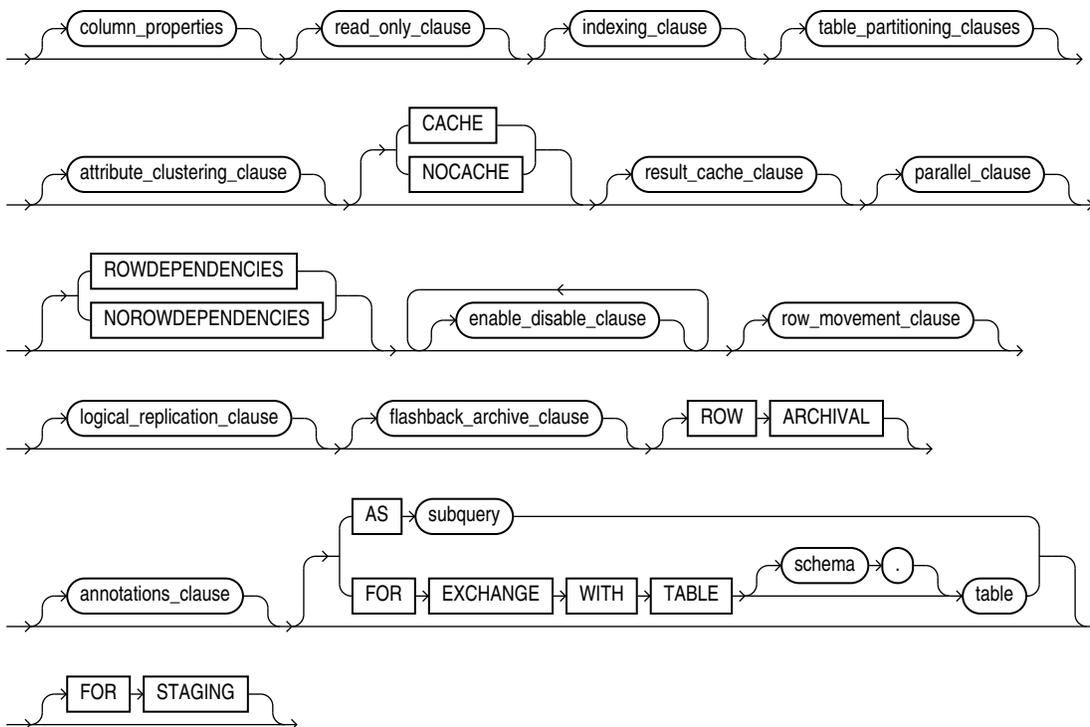 column_properties read_only_clause indexing_clause table_partitioning_clauses
CACHE
attribute_clustering_clause NOCACHE result_cache_clause parallel_clause
ROWDEPENDENCIES
NOROWDEPENDENCIES enable_disable_clause row_movement_clause
logical_replication_clause flashback_archive_clause ROW ARCHIVAL
AS subquery
schema .
annotations_clause FOR EXCHANGE WITH TABLE table
FOR STAGING